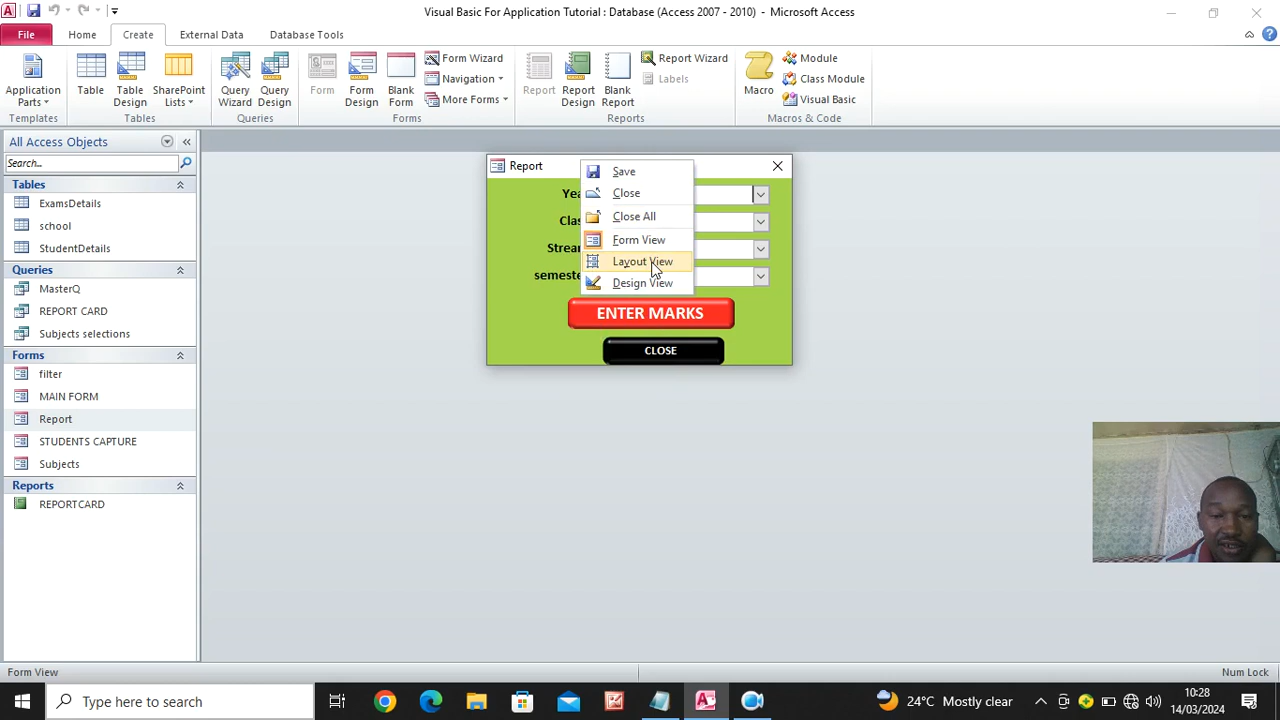 Visual Basic For Application Tutorial : Database (Access 2007 - 2010) - Microsoft Access
File Home Create External Data Database Tools
Application Parts Table Table Design SharePoint Lists Query Wizard Query Design Form Form Design Blank Form Form Wizard Navigation More Forms Report Report Design Blank Report Report Wizard Labels Macro Module Class Module Visual Basic
Templates Tables Queries Forms Reports Macros & Code
All Access Objects
Search...
Tables
ExamsDetails
school
StudentDetails
Queries
MasterQ
REPORT CARD
Subjects selections
Forms
filter
MAIN FORM
Report
STUDENTS CAPTURE
Subjects
Reports
REPORTCARD
Report
Yea
Clas
Strean
semeste
Save
Close
Close All
Form View
Layout View
Design View
ENTER MARKS
CLOSE
Form View
Num Lock
Type here to search
24°C Mostly clear
10:28
14/03/2024